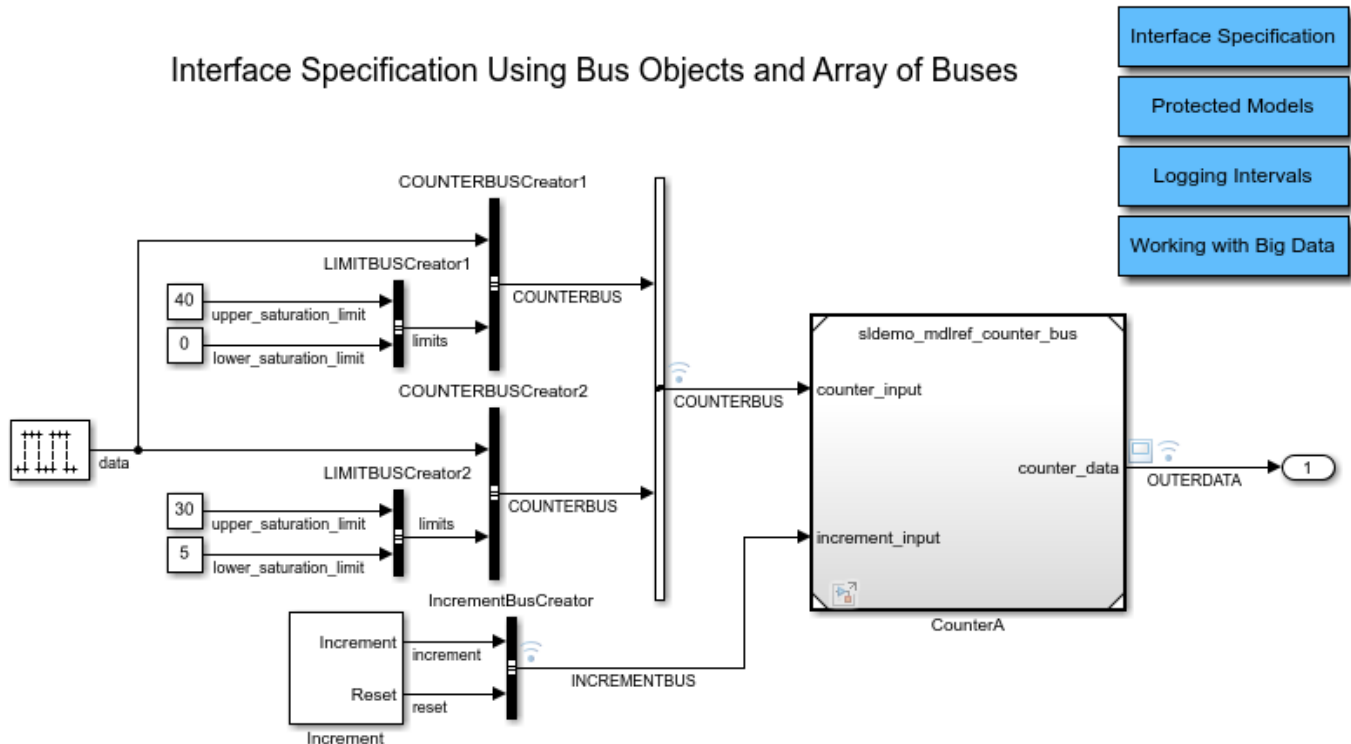 Interface Specification Using Bus Objects and Array of Buses
Interface Specification
Protected Models
Logging Intervals
Working with Big Data
COUNTERBUSCreator1
LIMITBUSCreator1
40
upper_saturation_limit
0
lower_saturation_limit
limits
COUNTERBUS
COUNTERBUSCreator2
data
LIMITBUSCreator2
30
upper_saturation_limit
5
lower_saturation_limit
limits
COUNTERBUS
COUNTERBUS
IncrementBusCreator
Increment
increment
Reset
reset
Increment
INCREMENTBUS
sldemo_mdlref_counter_bus
counter_input
counter_data
increment_input
CounterA
OUTERDATA
1